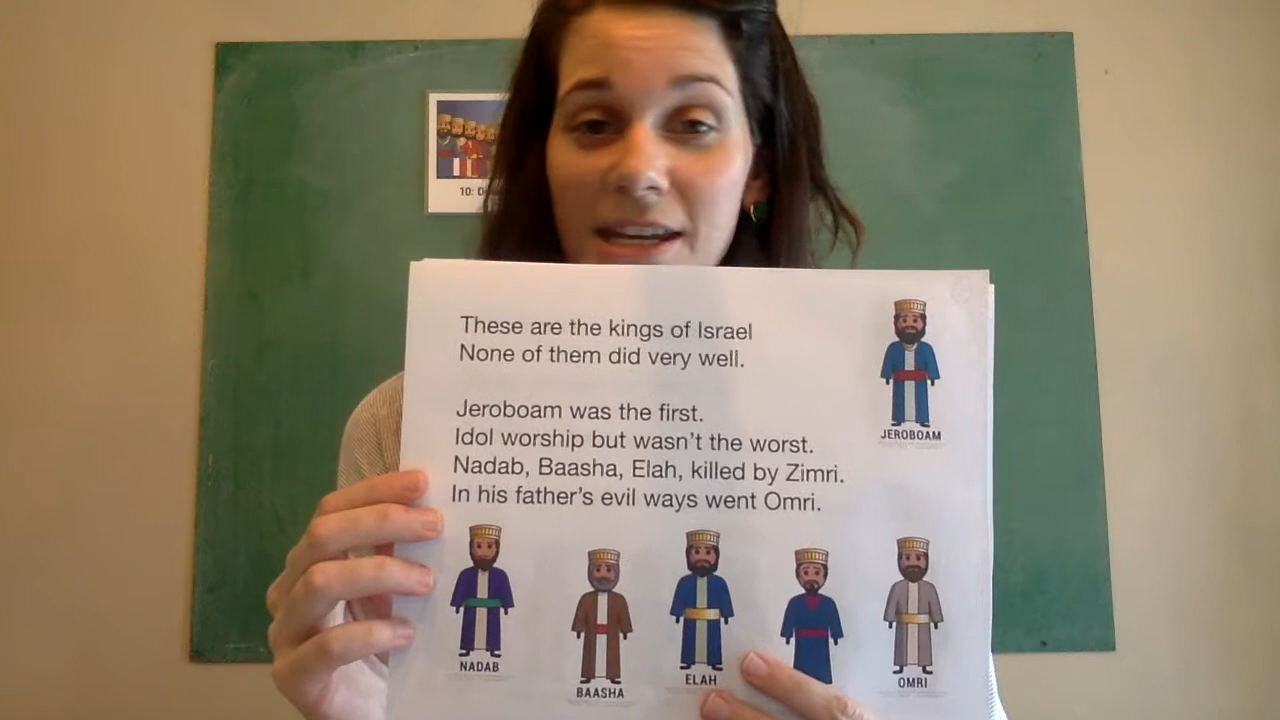 10:
These are the kings of Israel
None of them did very well.
Jeroboam was the first.
Idol worship but wasn't the worst.
Nadab, Baasha, Elah, killed by Zimri.
In his father's evil ways went Omri.
JEROBOAM
NADAB
BAASHA
ELAH
OMRI